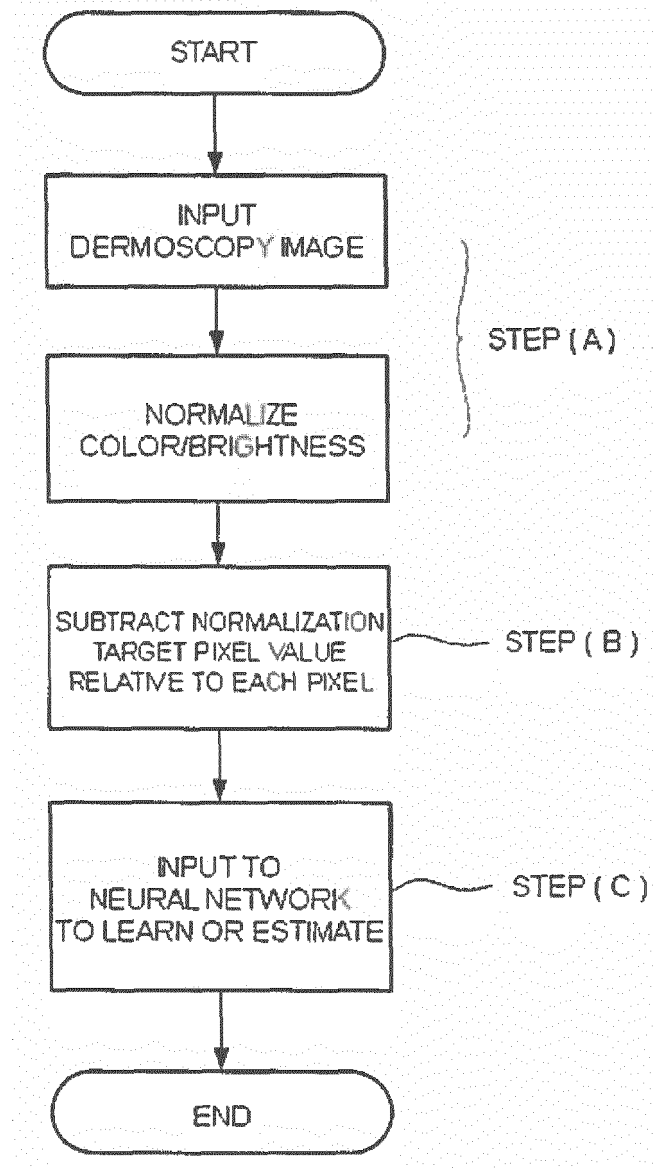 START
INPUT
DERMOSCOPY IMAGE
STEP (A)
NORMALIZE
COLOR/BRIGHTNESS
SUBTRACT NORMALIZATION
TARGET PIXEL VALUE
RELATIVE TO EACH PIXEL
STEP (B)
INPUT TO
NEURAL NETWORK
TO LEARN OR ESTIMATE
STEP (C)
END